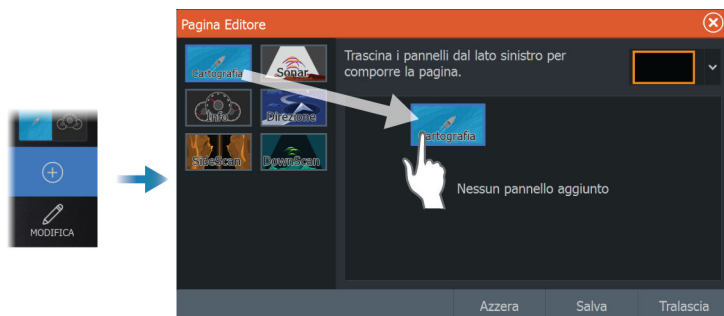 Pagina Editore
Cartografia
Sonar
Info
Direzione
SideScan
DownScan
Trascina i pannelli dal lato sinistro per
comporre la pagina.
Cartografia
Nessun pannello aggiunto
MODIFICA
Azzera
Salva
Tralascia